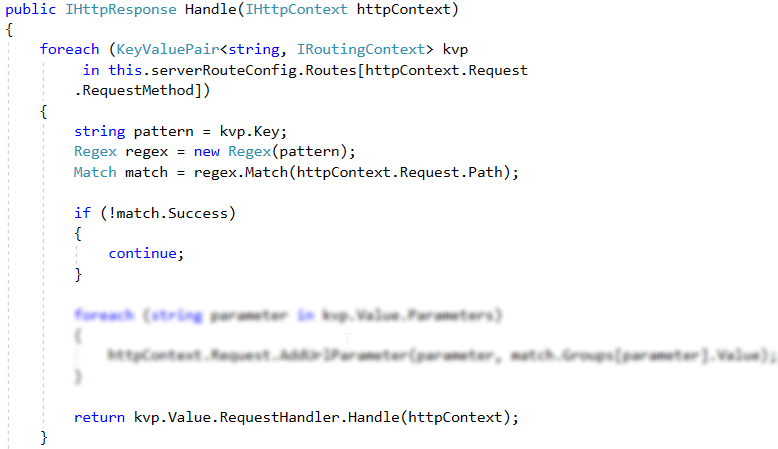 public IHttpResponse Handle(IHttpContext httpContext)
{
foreach (KeyValuePair<string, IRoutingContext> kvp
in this.serverRouteConfig.Routes[httpContext.Request
.RequestMethod])
{
string pattern = kvp.Key;
Regex regex = new Regex(pattern);
Match match = regex.Match(httpContext.Request.Path);
if (!match.Success)
{
continue;
}
foreach (string parameter in kvp.Value.Parameters)
{
httpContext.Request.AddUrlParameter(parameter, match.Groups[parameter].Value);
}
return kvp.Value.RequestHandler.Handle(httpContext);
}